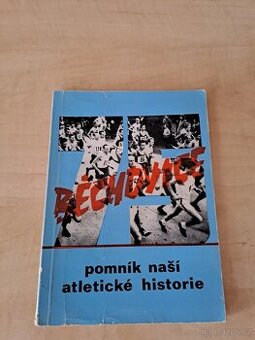 75
BĚCHOVICE
pomník naší
atletické historie